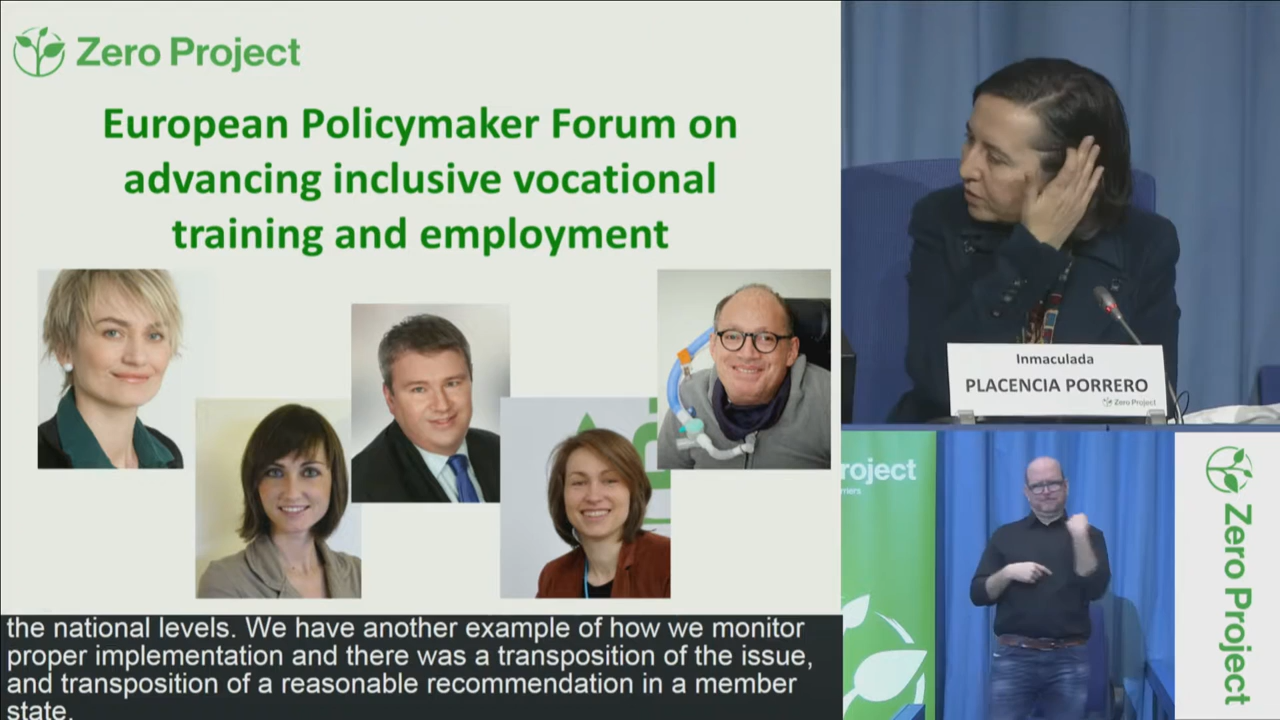 Zero Project
European Policymaker Forum on
advancing inclusive vocational
training and employment
the national levels. We have another example of how we monitor
proper implementation and there was a transposition of the issue,
and transposition of a reasonable recommendation in a member
state.
Inmaculada
PLACENCIA PORRERO
Zero Project
roject
ners
Zero Project